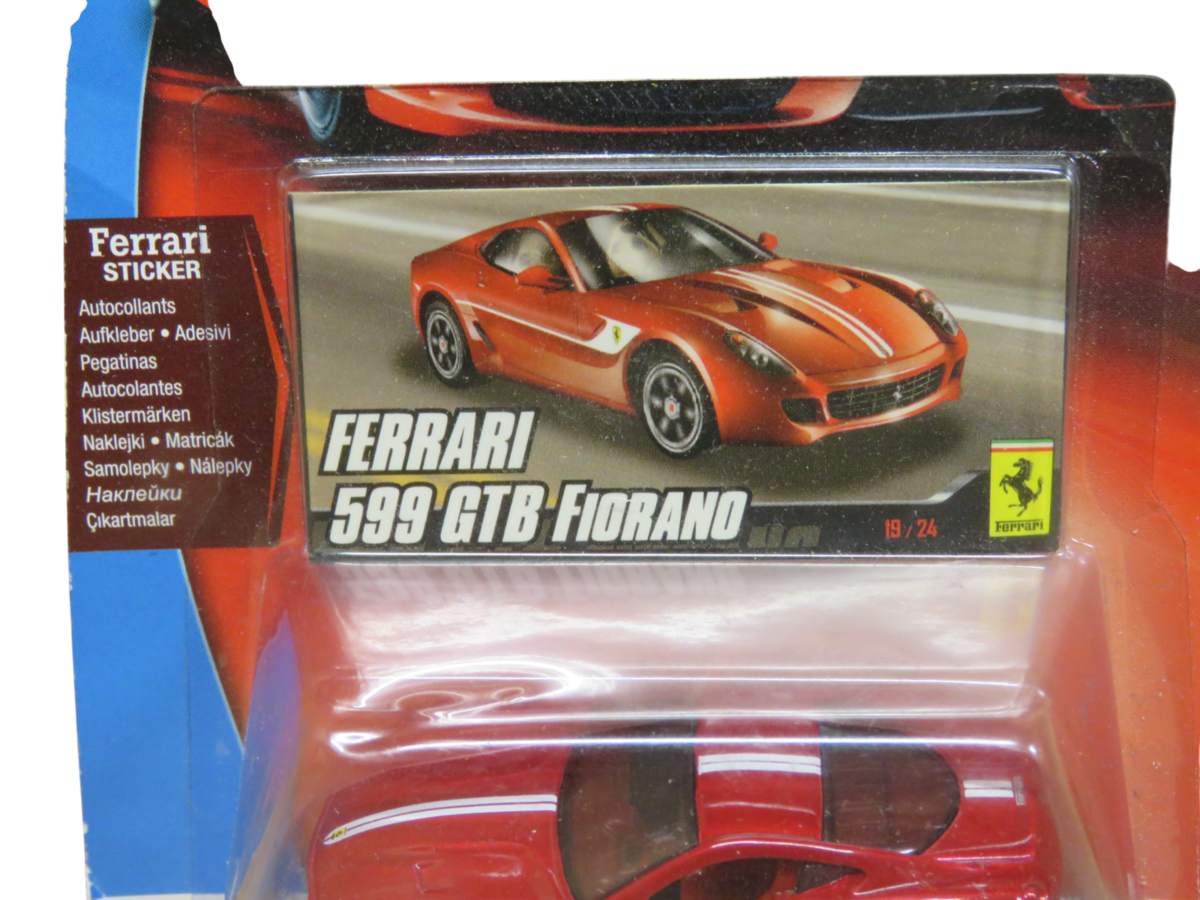 Ferrari
STICKER
Autocollants
Aufkleber • Adesivi
Pegatinas
Autocolantes
Klistermärken
Naklejki • Matricák
Samolepky • Nálepky
Наклейки
Çıkartmalar
FERRARI
599 GTB FIORANO
19 / 24
Ferrari